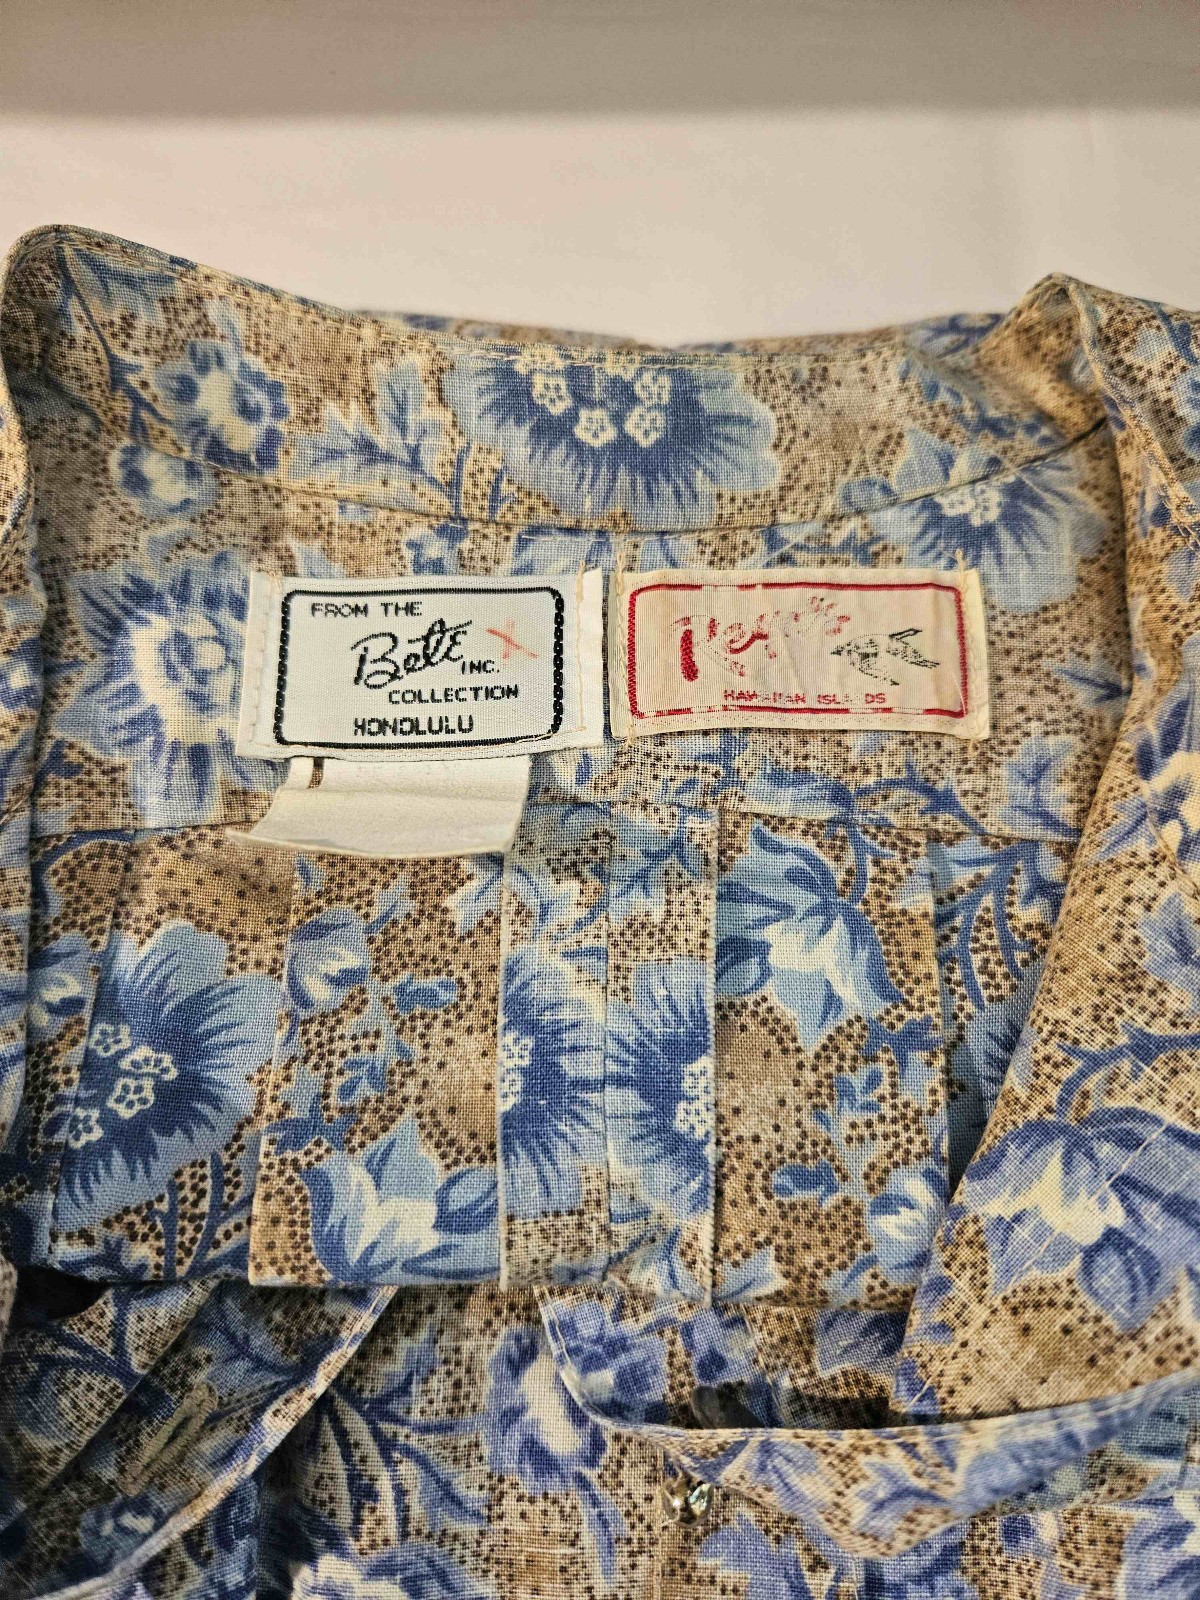 FROM THE
Bete X
INC.
COLLECTION
HONOLULU
HAWAIIAN ISLANDS